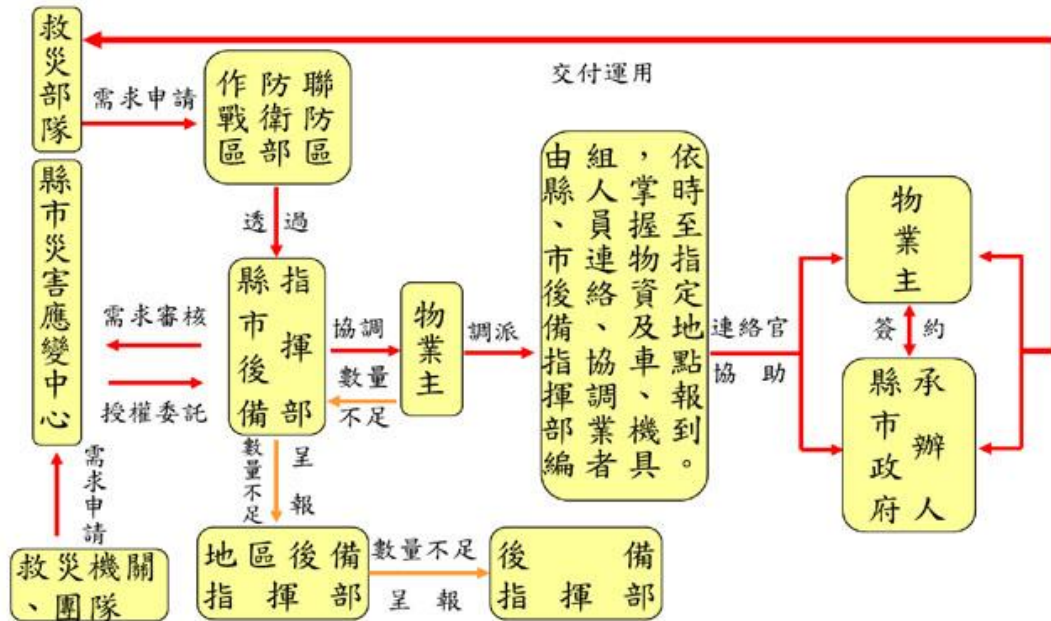 救災部隊
需求申請
作戰區
防衛部
聯防區
交付運用
透過
縣市災害應變中心
需求審核
授權委託
縣市後備
指揮部
協調
數量
不足
物業主
調派
由縣、市後備指揮部編
組人員連絡、協調業者
，掌握物資及車、機具
依時至指定地點報到。
連絡官
協助
物業主
簽約
縣市政府
承辦人
需求申請
救災機關
、團隊
數量不足
呈報
地區後備
指揮部
數量不足
呈報
後備
指揮部